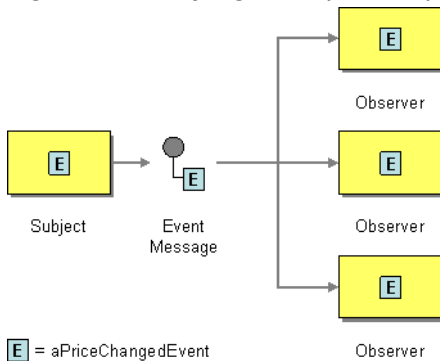 E
Observer
E
E
E
Subject
Event
Message
Observer
E
E = aPriceChangedEvent
Observer